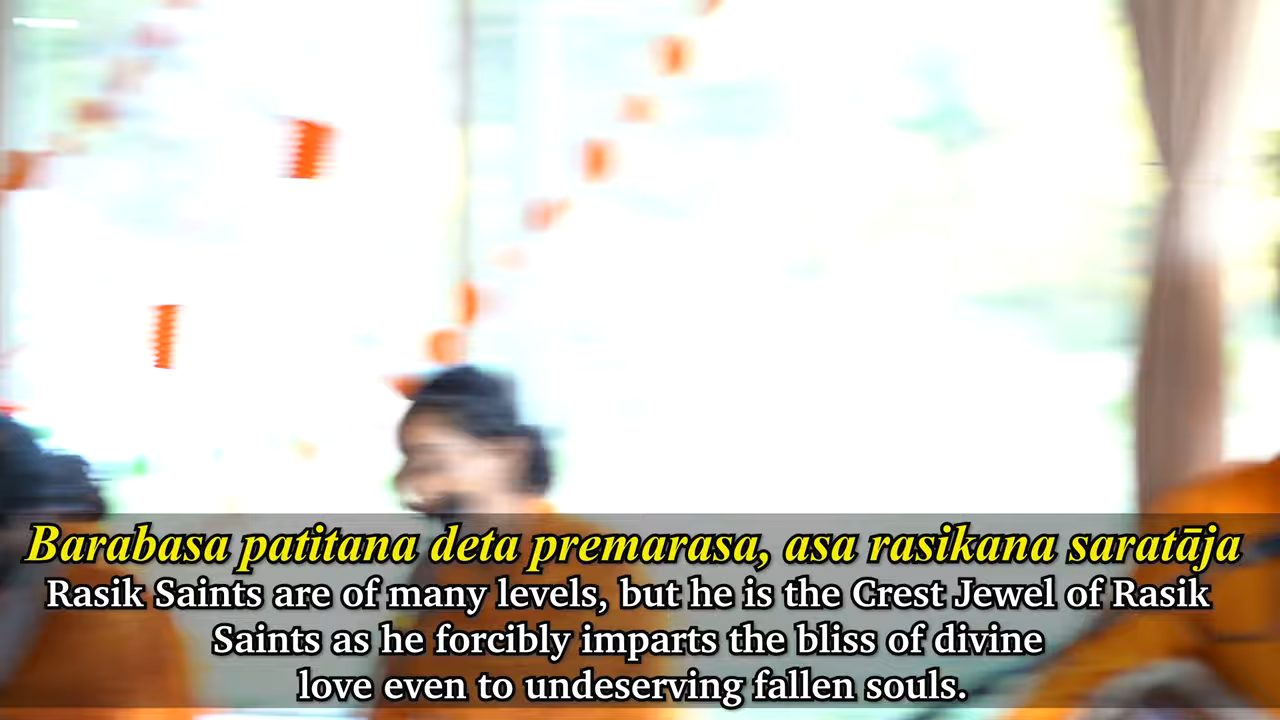 Barabasa patitana deta premarasa, asa rasikana saratāja
Rasik Saints are of many levels, but he is the Crest Jewel of Rasik
Saints as he forcibly imparts the bliss of divine
love even to undeserving fallen souls.